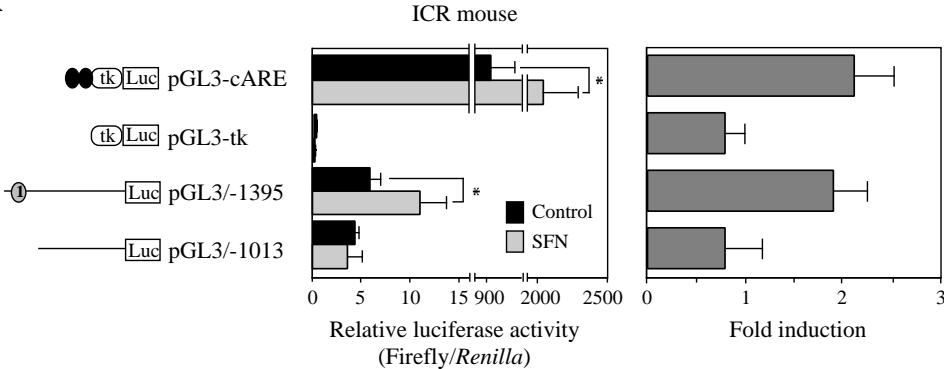 ICR mouse
tk Luc pGL3-cARE
*
tk Luc pGL3-tk
1 Luc pGL3/-1395
*
Control
SFN
Luc pGL3/-1013
0 5 10 15 900 2000 2500
0 1 2 3
Relative luciferase activity
(Firefly/Renilla)
Fold induction